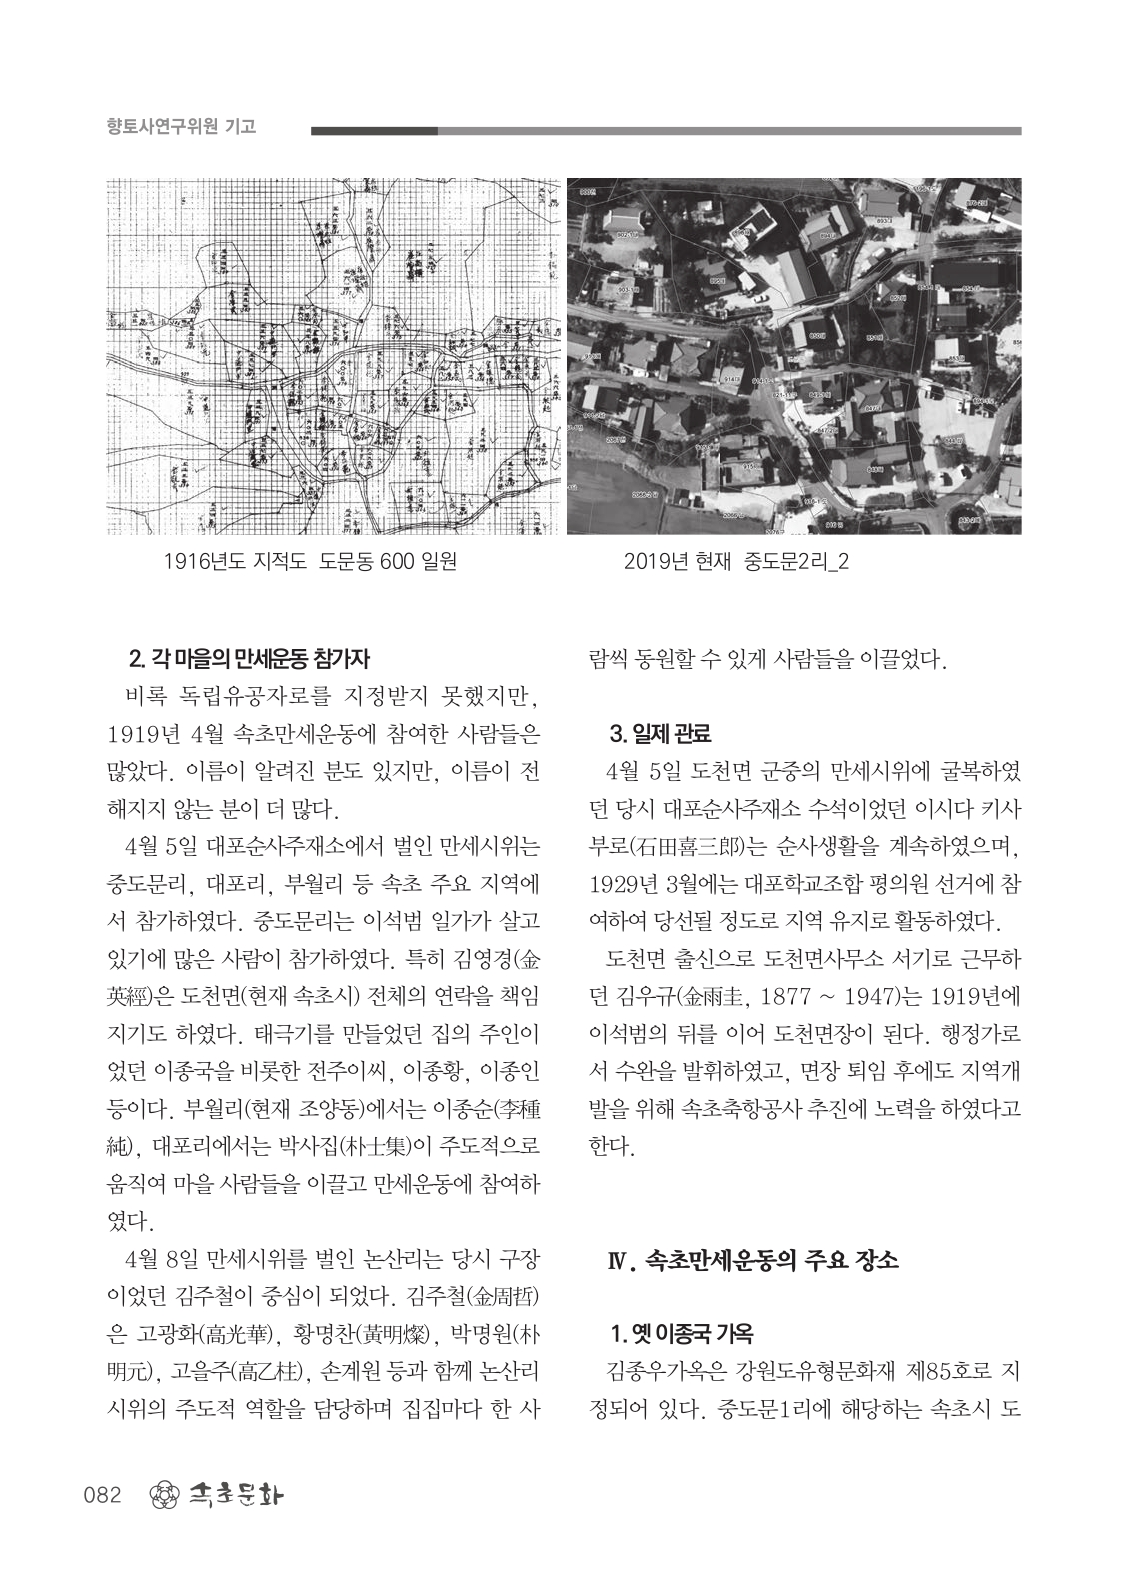 향토사연구위원 기고
1916년도 지적도 도문동 600 일원
2019년 현재 중도문2리_2
2. 각 마을의 만세운동 참가자
비록 독립유공자로를 지정받지 못했지만,
1919년 4월 속초만세운동에 참여한 사람들은
많았다. 이름이 알려진 분도 있지만, 이름이 전
해지지 않는 분이 더 많다.
4월 5일 대포순사주재소에서 벌인 만세시위는
중도문리, 대포리, 부월리 등 속초 주요 지역에
서 참가하였다. 중도문리는 이석범 일가가 살고
있기에 많은 사람이 참가하였다. 특히 김영경(金
英經)은 도천면(현재 속초시) 전체의 연락을 책임
지기도 하였다. 태극기를 만들었던 집의 주인이
었던 이종국을 비롯한 전주이씨, 이종황, 이종인
등이다. 부월리(현재 조양동)에서는 이종순(李種
純), 대포리에서는 박사집(朴士集)이 주도적으로
움직여 마을 사람들을 이끌고 만세운동에 참여하
였다.
4월 8일 만세시위를 벌인 논산리는 당시 구장
이었던 김주철이 중심이 되었다. 김주철(金周哲)
은 고광화(高光華), 황명찬(黃明燦), 박명원(朴
明元), 고을주(高乙柱), 손계원 등과 함께 논산리
시위의 주도적 역할을 담당하며 집집마다 한 사
람씩 동원할 수 있게 사람들을 이끌었다.
3. 일제 관료
4월 5일 도천면 군중의 만세시위에 굴복하였
던 당시 대포순사주재소 수석이었던 이시다 키사
부로(石田喜三郎)는 순사생활을 계속하였으며,
1929년 3월에는 대포학교조합 평의원 선거에 참
여하여 당선될 정도로 지역 유지로 활동하였다.
도천면 출신으로 도천면사무소 서기로 근무하
던 김우규(金雨圭, 1877 ~ 1947)는 1919년에
이석범의 뒤를 이어 도천면장이 된다. 행정가로
서 수완을 발휘하였고, 면장 퇴임 후에도 지역개
발을 위해 속초축항공사 추진에 노력을 하였다고
한다.
Ⅳ. 속초만세운동의 주요 장소
1. 옛 이종국 가옥
김종우가옥은 강원도유형문화재 제85호로 지
정되어 있다. 중도문1리에 해당하는 속초시 도
082 속초문화